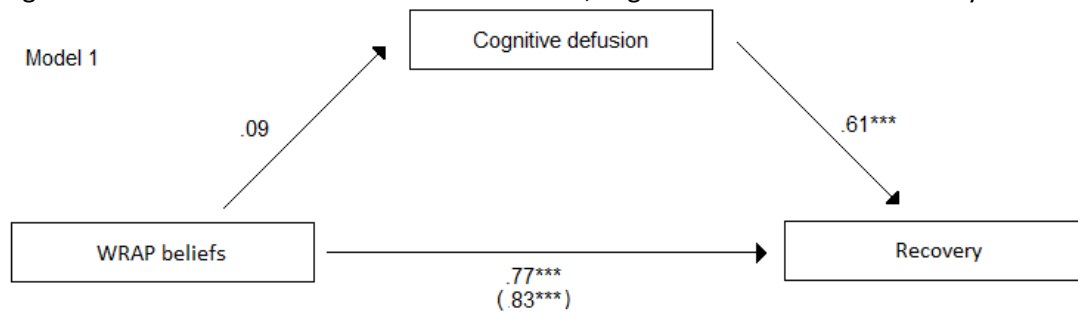 Cognitive defusion
Model 1
.09
.61***
WRAP beliefs
Recovery
.77***
(.83***)